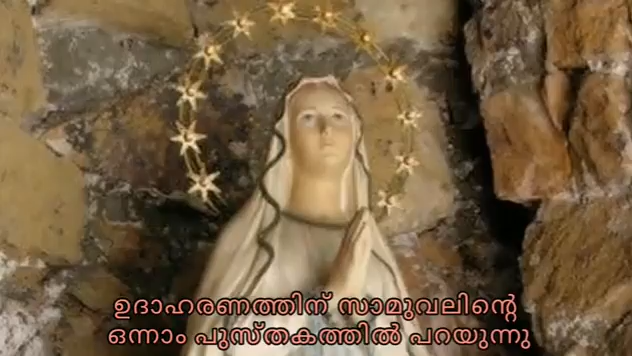 ഉദാഹരണത്തിന് സാമുവലിന്റെ
ഒന്നാം പുസ്തകത്തിൽ പറയുന്നു